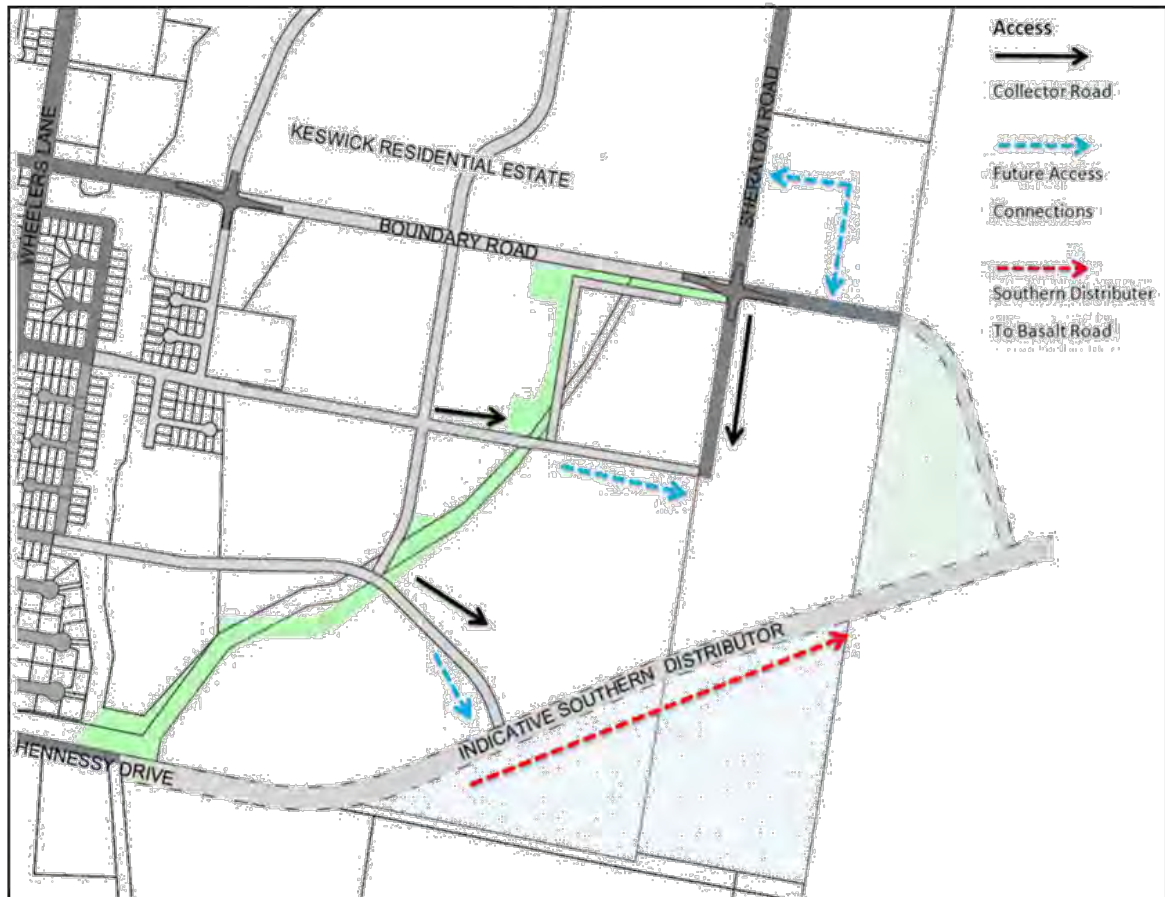 Access
Collector Road
Future Access
Connections
Southern Distributer
To Basalt Road
WHEELERS LANE
KESWICK RESIDENTIAL ESTATE
SHERATON ROAD
BOUNDARY ROAD
INDICATIVE SOUTHERN DISTRIBUTOR
HENNESSY DRIVE